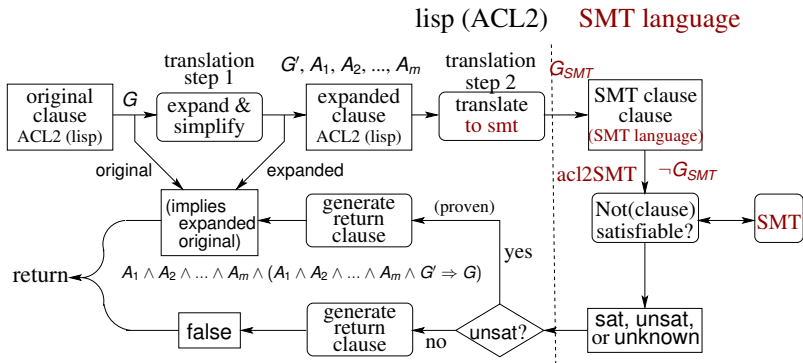 lisp (ACL2) SMT language
translation
step 1
G′, A₁, A₂, ..., Aₘ
translation
step 2
G_SMT
original
clause
ACL2 (lisp)
G
expand &
simplify
expanded
clause
ACL2 (lisp)
translate
to smt
SMT clause
clause
(SMT language)
original
expanded
acl2SMT
¬G_SMT
(implies
expanded
original)
generate
return
clause
(proven)
Not(clause)
satisfiable?
SMT
yes
return
A₁ ∧ A₂ ∧ ... ∧ Aₘ ∧ (A₁ ∧ A₂ ∧ ... ∧ Aₘ ∧ G′ ⇒ G)
false
generate
return
clause
no
unsat?
sat, unsat,
or unknown